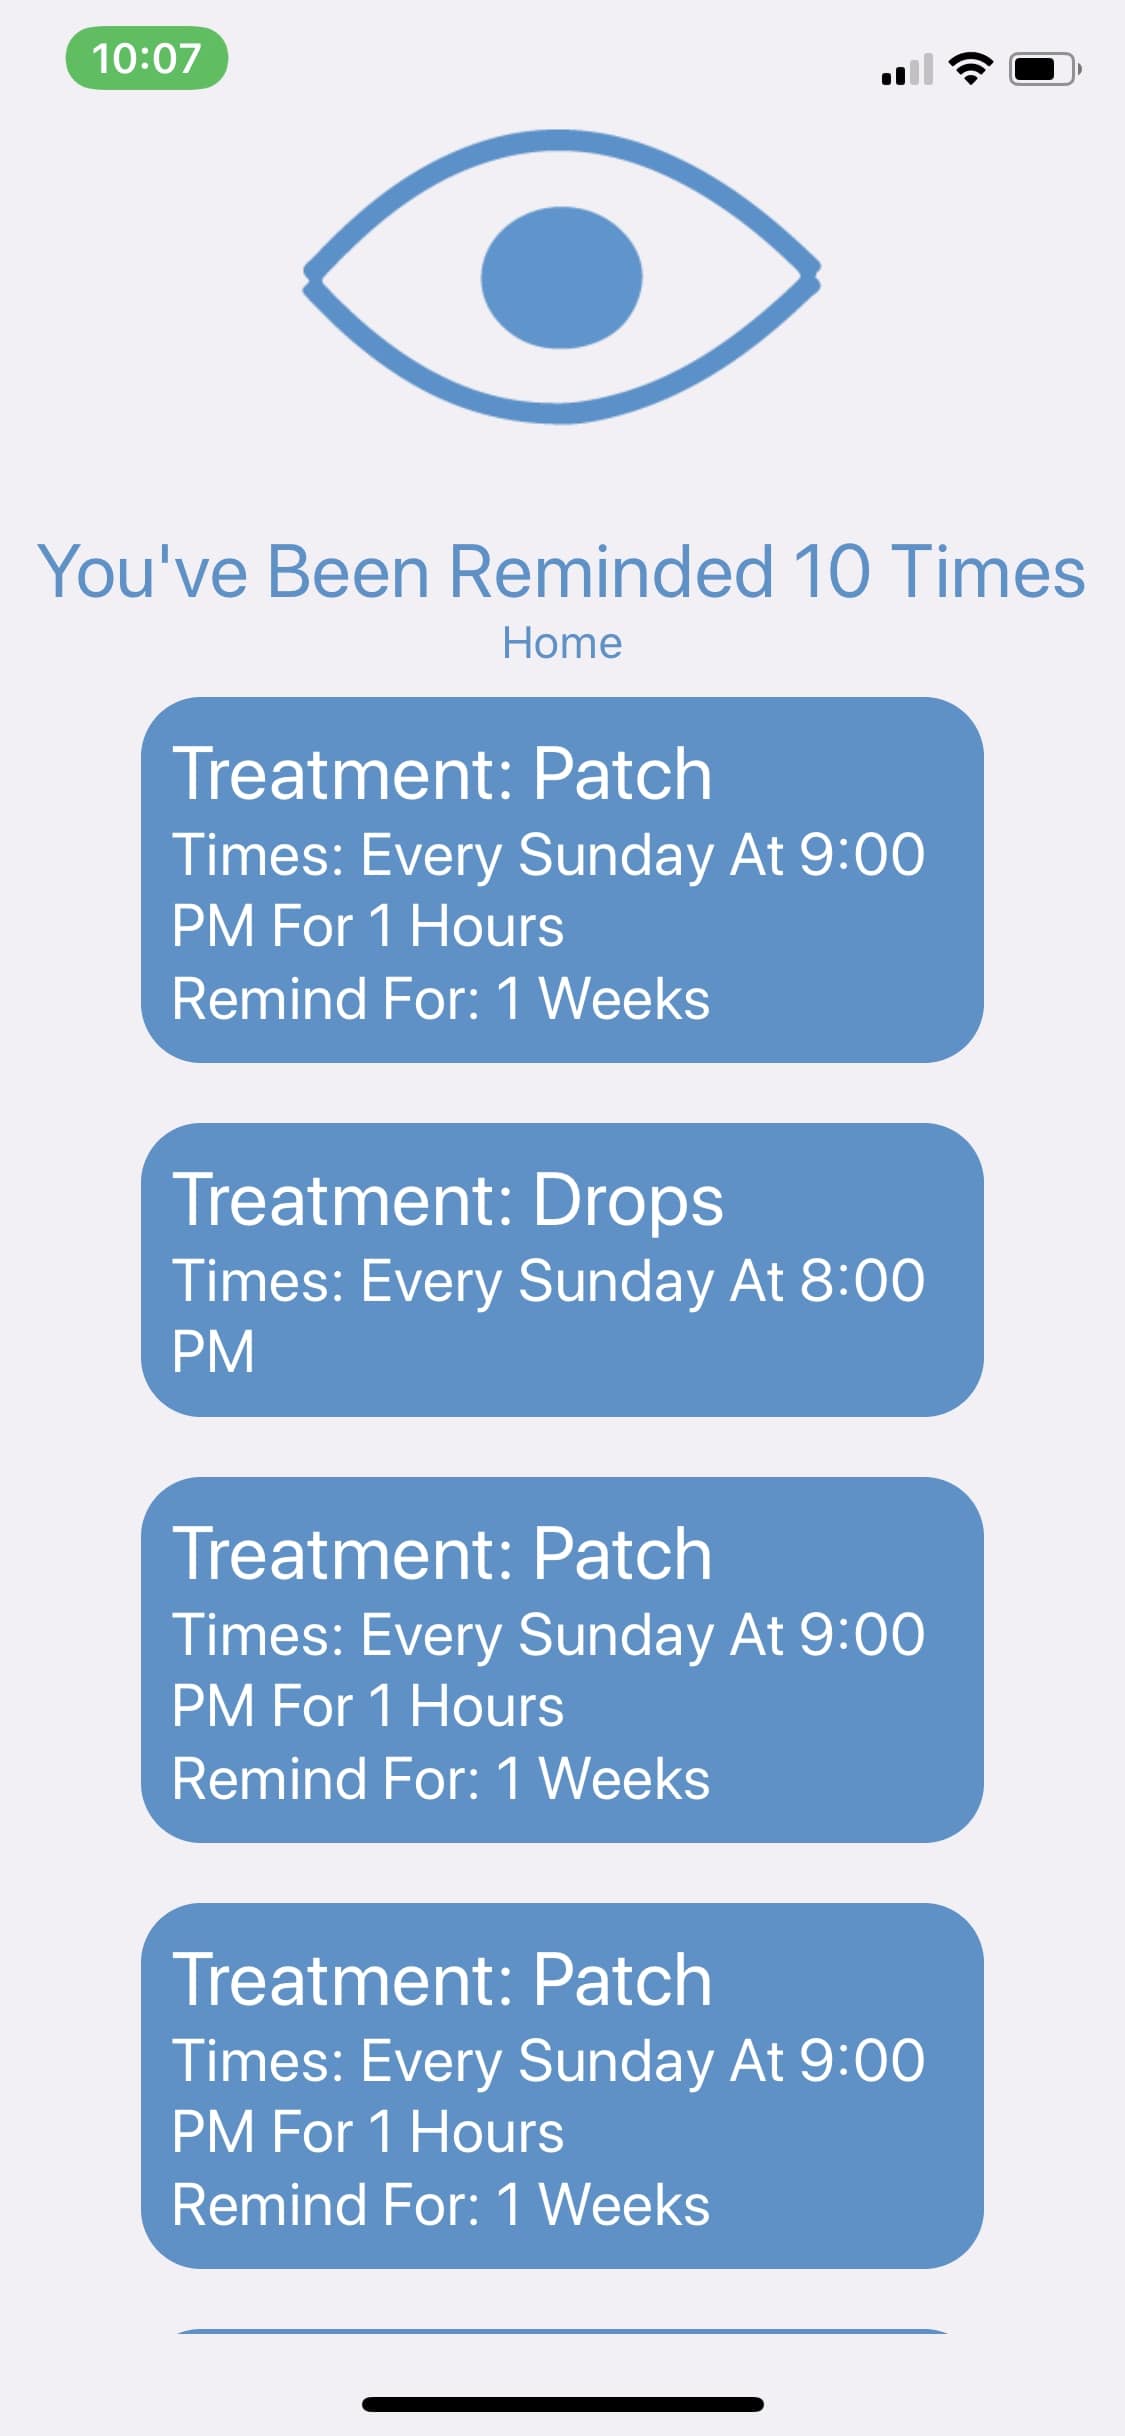 10:07
You've Been Reminded 10 Times
Home
Treatment: Patch
Times: Every Sunday At 9:00
PM For 1 Hours
Remind For: 1 Weeks
Treatment: Drops
Times: Every Sunday At 8:00
PM
Treatment: Patch
Times: Every Sunday At 9:00
PM For 1 Hours
Remind For: 1 Weeks
Treatment: Patch
Times: Every Sunday At 9:00
PM For 1 Hours
Remind For: 1 Weeks